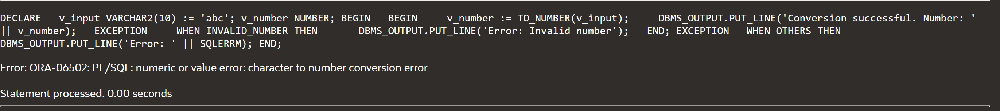 DECLARE   v_input VARCHAR2(10) := 'abc'; v_number NUMBER; BEGIN   BEGIN     v_number := TO_NUMBER(v_input);     DBMS_OUTPUT.PUT_LINE('Conversion successful. Number: '
|| v_number);   EXCEPTION     WHEN INVALID_NUMBER THEN       DBMS_OUTPUT.PUT_LINE('Error: Invalid number');   END; EXCEPTION   WHEN OTHERS THEN
DBMS_OUTPUT.PUT_LINE('Error: ' || SQLERRM); END;
Error: ORA-06502: PL/SQL: numeric or value error: character to number conversion error
Statement processed. 0.00 seconds